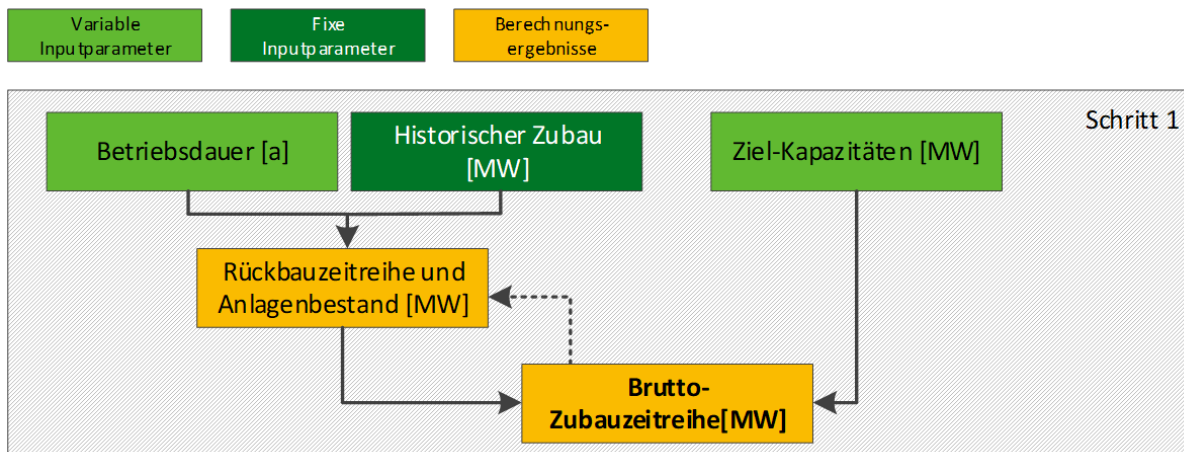 Variable
Inputparameter
Fixe
Inputparameter
Berechnungs-
ergebnisse
Schritt 1
Betriebsdauer [a]
Historischer Zubau
[MW]
Ziel-Kapazitäten [MW]
Rückbauzeitreihe und
Anlagenbestand [MW]
Brutto-
Zubauzeitreihe[MW]